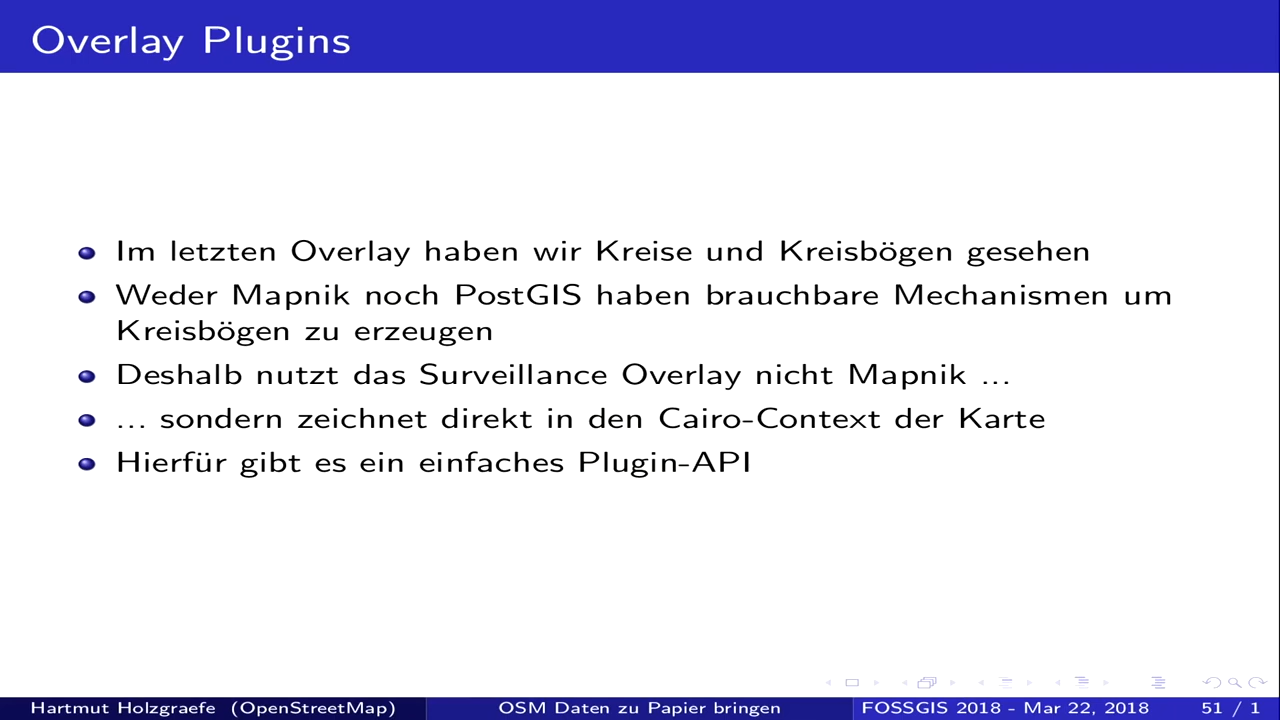 Overlay Plugins
Im letzten Overlay haben wir Kreise und Kreisbögen gesehen
Weder Mapnik noch PostGIS haben brauchbare Mechanismen um
Kreisbögen zu erzeugen
Deshalb nutzt das Surveillance Overlay nicht Mapnik ...
... sondern zeichnet direkt in den Cairo-Context der Karte
Hierfür gibt es ein einfaches Plugin-API
Hartmut Holzgraefe (OpenStreetMap) OSM Daten zu Papier bringen FOSSGIS 2018 - Mar 22, 2018 51 / 1